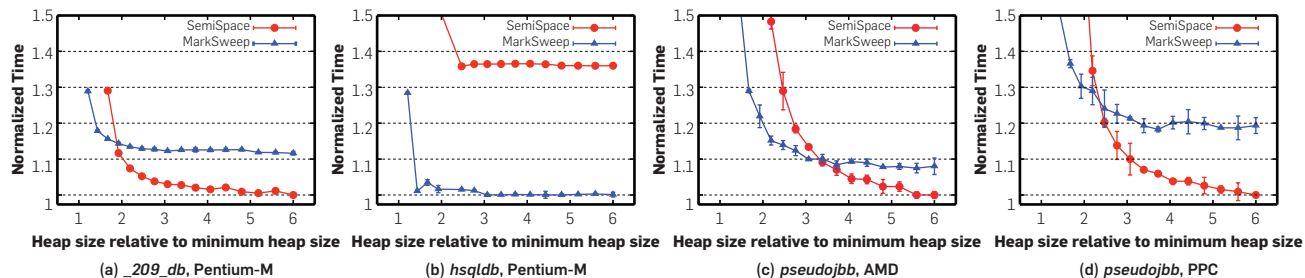 1.5
1.4
1.3
1.2
1.1
1
Normalized Time
SemiSpace
MarkSweep
1 2 3 4 5 6
Heap size relative to minimum heap size
(a) _209_db, Pentium-M
1.5
1.4
1.3
1.2
1.1
1
Normalized Time
SemiSpace
MarkSweep
1 2 3 4 5 6
Heap size relative to minimum heap size
(b) hsqldb, Pentium-M
1.5
1.4
1.3
1.2
1.1
1
Normalized Time
SemiSpace
MarkSweep
1 2 3 4 5 6
Heap size relative to minimum heap size
(c) pseudojbb, AMD
1.5
1.4
1.3
1.2
1.1
1
Normalized Time
SemiSpace
MarkSweep
1 2 3 4 5 6
Heap size relative to minimum heap size
(d) pseudojbb, PPC